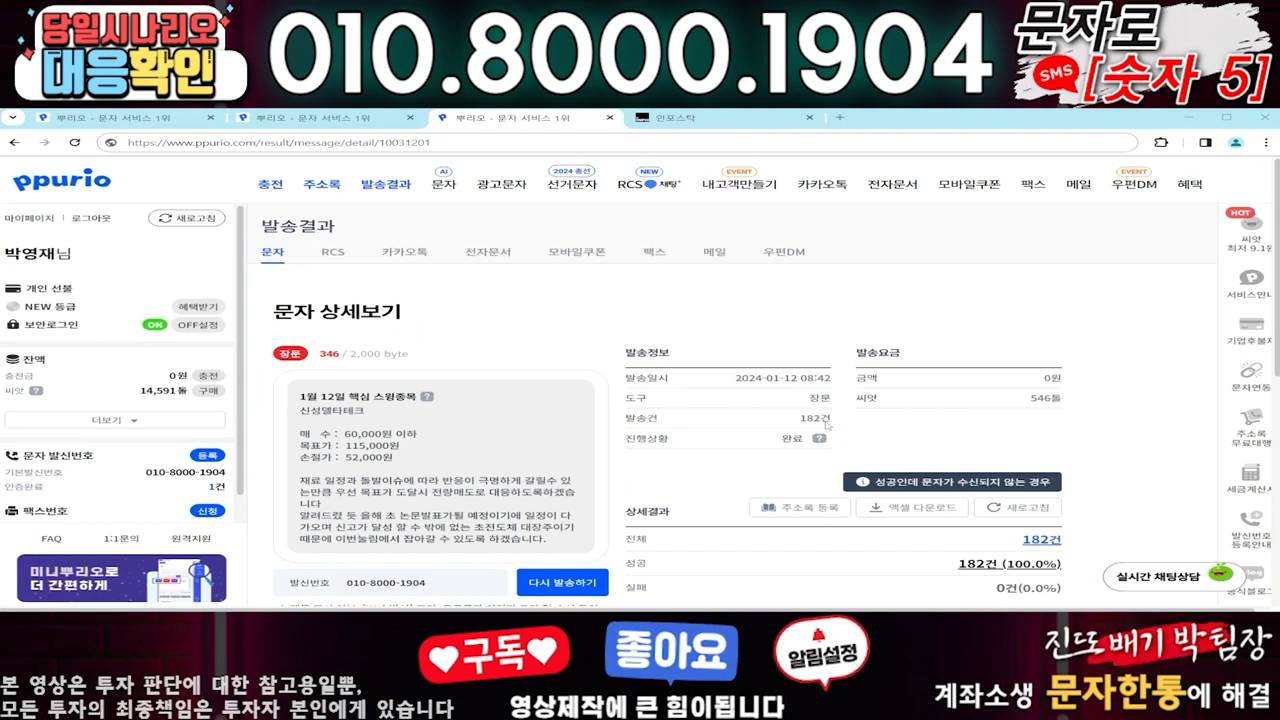 당일시나리오
대응확인
010.8000.1904
문자로
SMS
[숫자 5]
뿌리오 - 문자 서비스 1위
뿌리오 - 문자 서비스 1위
뿌리오 - 문자 서비스 1위
인포스탁
https://www.ppurio.com/result/message/detail/10031201
ppurio
충전
주소록
발송결과
AI
문자
광고문자
2024 총선
선거문자
NEW
RCS 채팅+
EVENT
내고객만들기
카카오톡
전자문서
모바일쿠폰
팩스
메일
EVENT
우편DM
혜택
마이페이지 | 로그아웃
새로고침
박영재님
개인 선불
NEW 등급
혜택받기
보안로그인
ON
OFF설정
잔액
충전금
0원
충전
씨앗 ?
14,591톨
구매
더보기
문자 발신번호
등록
기본발신번호
010-8000-1904
인증완료
1건
팩스번호
신청
FAQ
1:1문의
원격지원
미니뿌리오로
더 간편하게
발송결과
문자
RCS
카카오톡
전자문서
모바일쿠폰
팩스
메일
우편DM
문자 상세보기
장문
346 / 2,000 byte
1월 12일 핵심 스윙종목 ?
신성델타테크
매 수 : 60,000원 이하
목표가 : 115,000원
손절가 : 52,000원
재료 일정과 돌발이슈에 따라 반응이 극명하게 갈릴수 있
는만큼 우선 목표가 도달시 전량매도로 대응하도록하겠습
니다
알려드렸 듯 올해 초 논문발표가될 예정이기에 일정이 다
가오며 신고가 달성 할 수 밖에 없는 초전도체 대장주이기
때문에 이번눌림에서 잡아갈 수 있도록 하겠습니다.
발신번호
010-8000-1904
다시 발송하기
발송정보
발송일시
2024-01-12 08:42
도구
장문
발송건
182건
진행상황
완료 ?
발송요금
금액
0원
씨앗
546톨
성공인데 문자가 수신되지 않는 경우
상세결과
주소록 등록
엑셀 다운로드
새로고침
전체
182건
성공
182건 (100.0%)
실패
0건(0.0%)
HOT
씨앗
최저 9.1원
서비스안내
기업후불제
문자연동
주소록
무료대행
세금계산서
발신번호
등록안내
실시간 채팅상담
구독
좋아요
알림설정
진또배기 박팀장
본 영상은 투자 판단에 대한 참고용일뿐,
모든 투자의 최종책임은 투자자 본인에게 있습니다
영상제작에 큰 힘이됩니다
계좌소생 문자한통에 해결